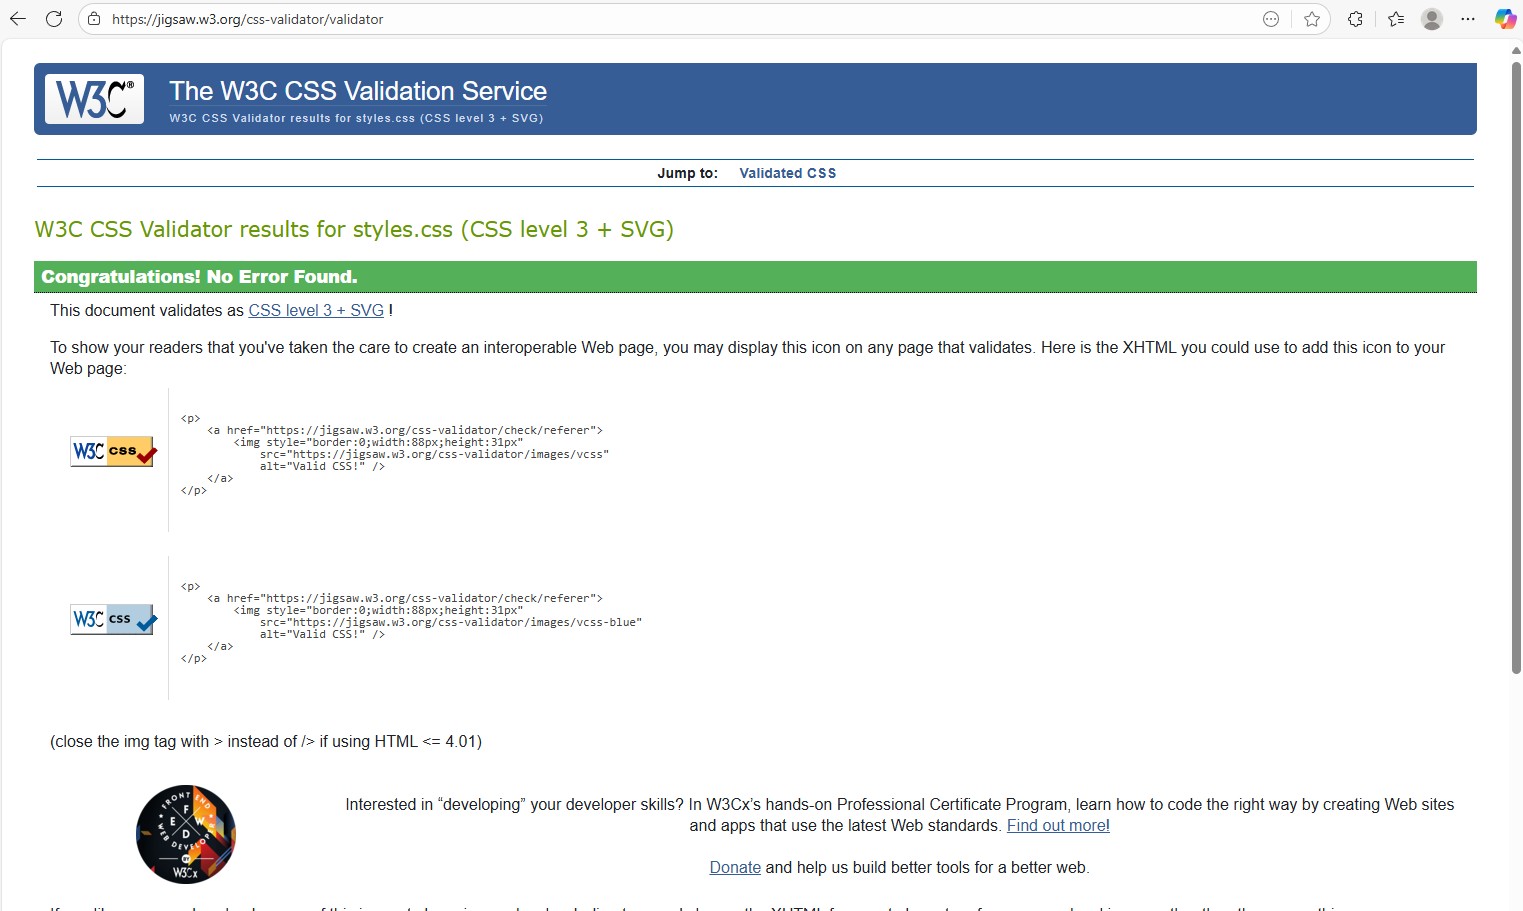 https://jigsaw.w3.org/css-validator/validator
W3C®
The W3C CSS Validation Service
W3C CSS Validator results for styles.css (CSS level 3 + SVG)
Jump to: Validated CSS
W3C CSS Validator results for styles.css (CSS level 3 + SVG)
Congratulations! No Error Found.
This document validates as CSS level 3 + SVG !
To show your readers that you've taken the care to create an interoperable Web page, you may display this icon on any page that validates. Here is the XHTML you could use to add this icon to your
Web page:
W3C CSS
<p>
<a href="https://jigsaw.w3.org/css-validator/check/referer">
<img style="border:0;width:88px;height:31px"
src="https://jigsaw.w3.org/css-validator/images/vcss"
alt="Valid CSS!" />
</a>
</p>
W3C CSS
<p>
<a href="https://jigsaw.w3.org/css-validator/check/referer">
<img style="border:0;width:88px;height:31px"
src="https://jigsaw.w3.org/css-validator/images/vcss-blue"
alt="Valid CSS!" />
</a>
</p>
(close the img tag with > instead of /> if using HTML <= 4.01)
FRONT END
WEB DEVELOPER
F
E W
D
W3Cx
Interested in “developing” your developer skills? In W3Cx’s hands-on Professional Certificate Program, learn how to code the right way by creating Web sites
and apps that use the latest Web standards. Find out more!
Donate and help us build better tools for a better web.